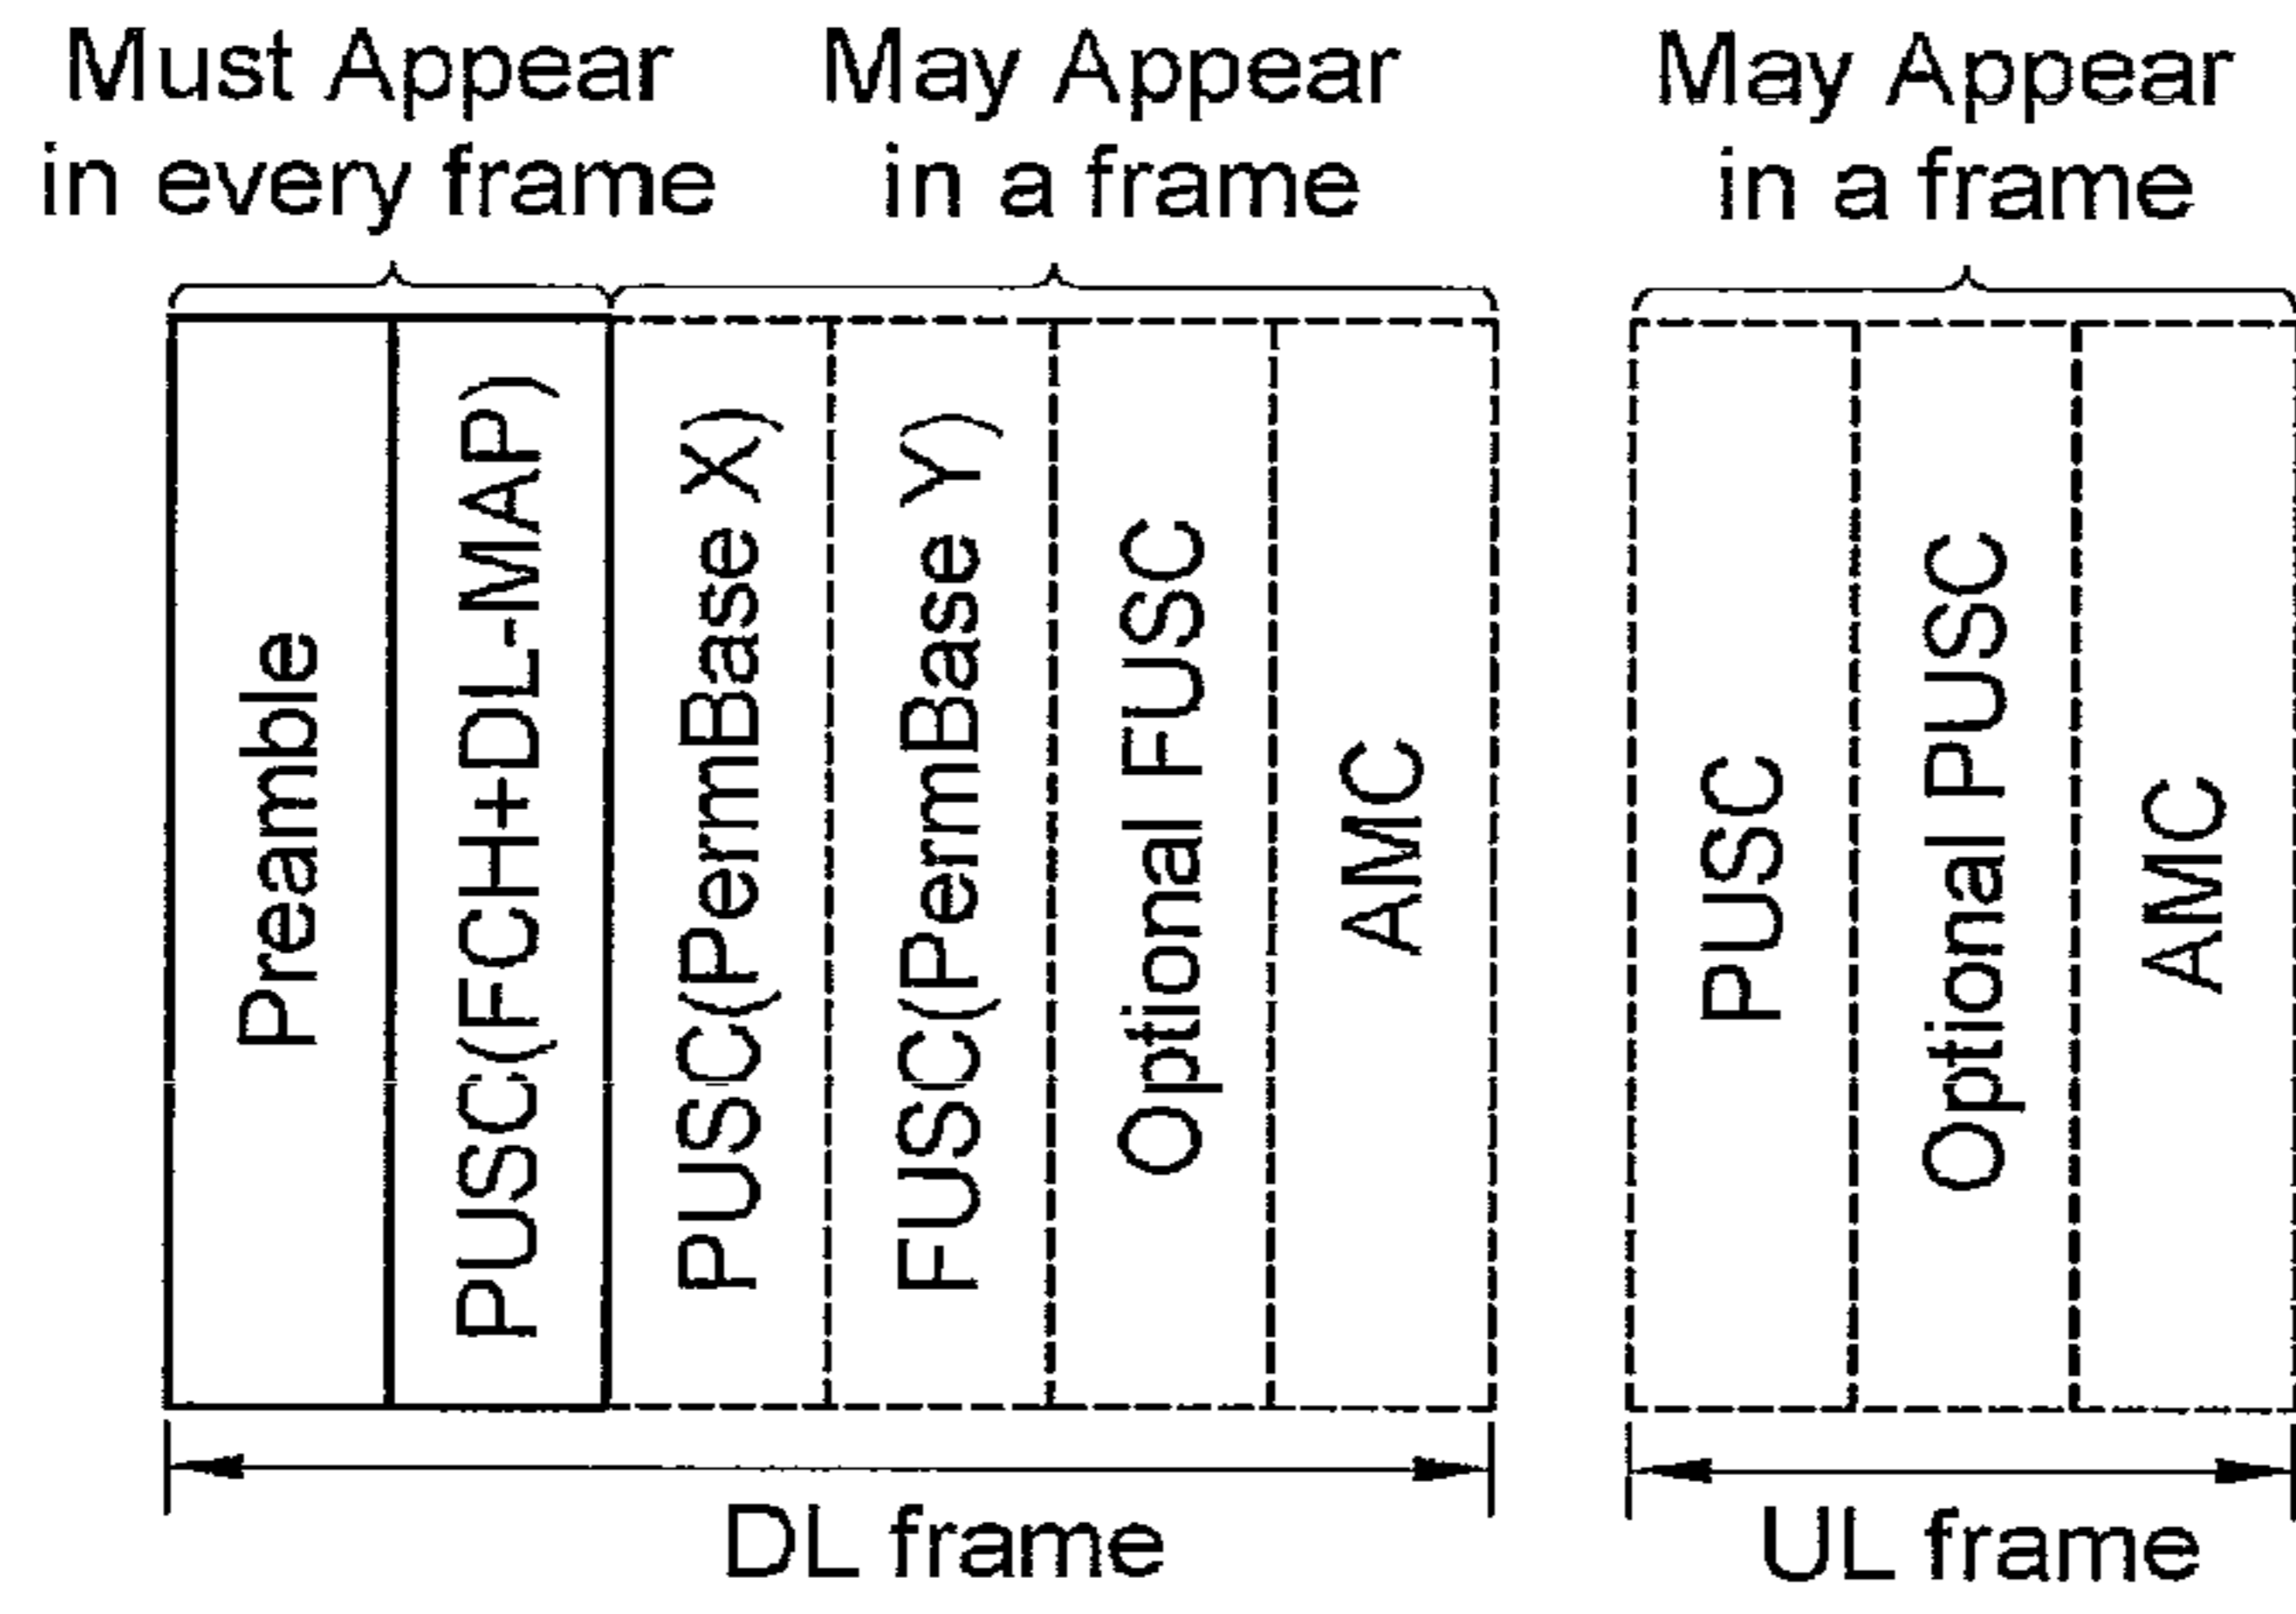 Must Appear
in every frame
May Appear
in a frame
May Appear
in a frame
Preamble
PUSC(FCH+DL-MAP)
PUSC(PermBase X)
FUSC(PermBase Y)
Optional FUSC
AMC
PUSC
Optional PUSC
AMC
DL frame
UL frame